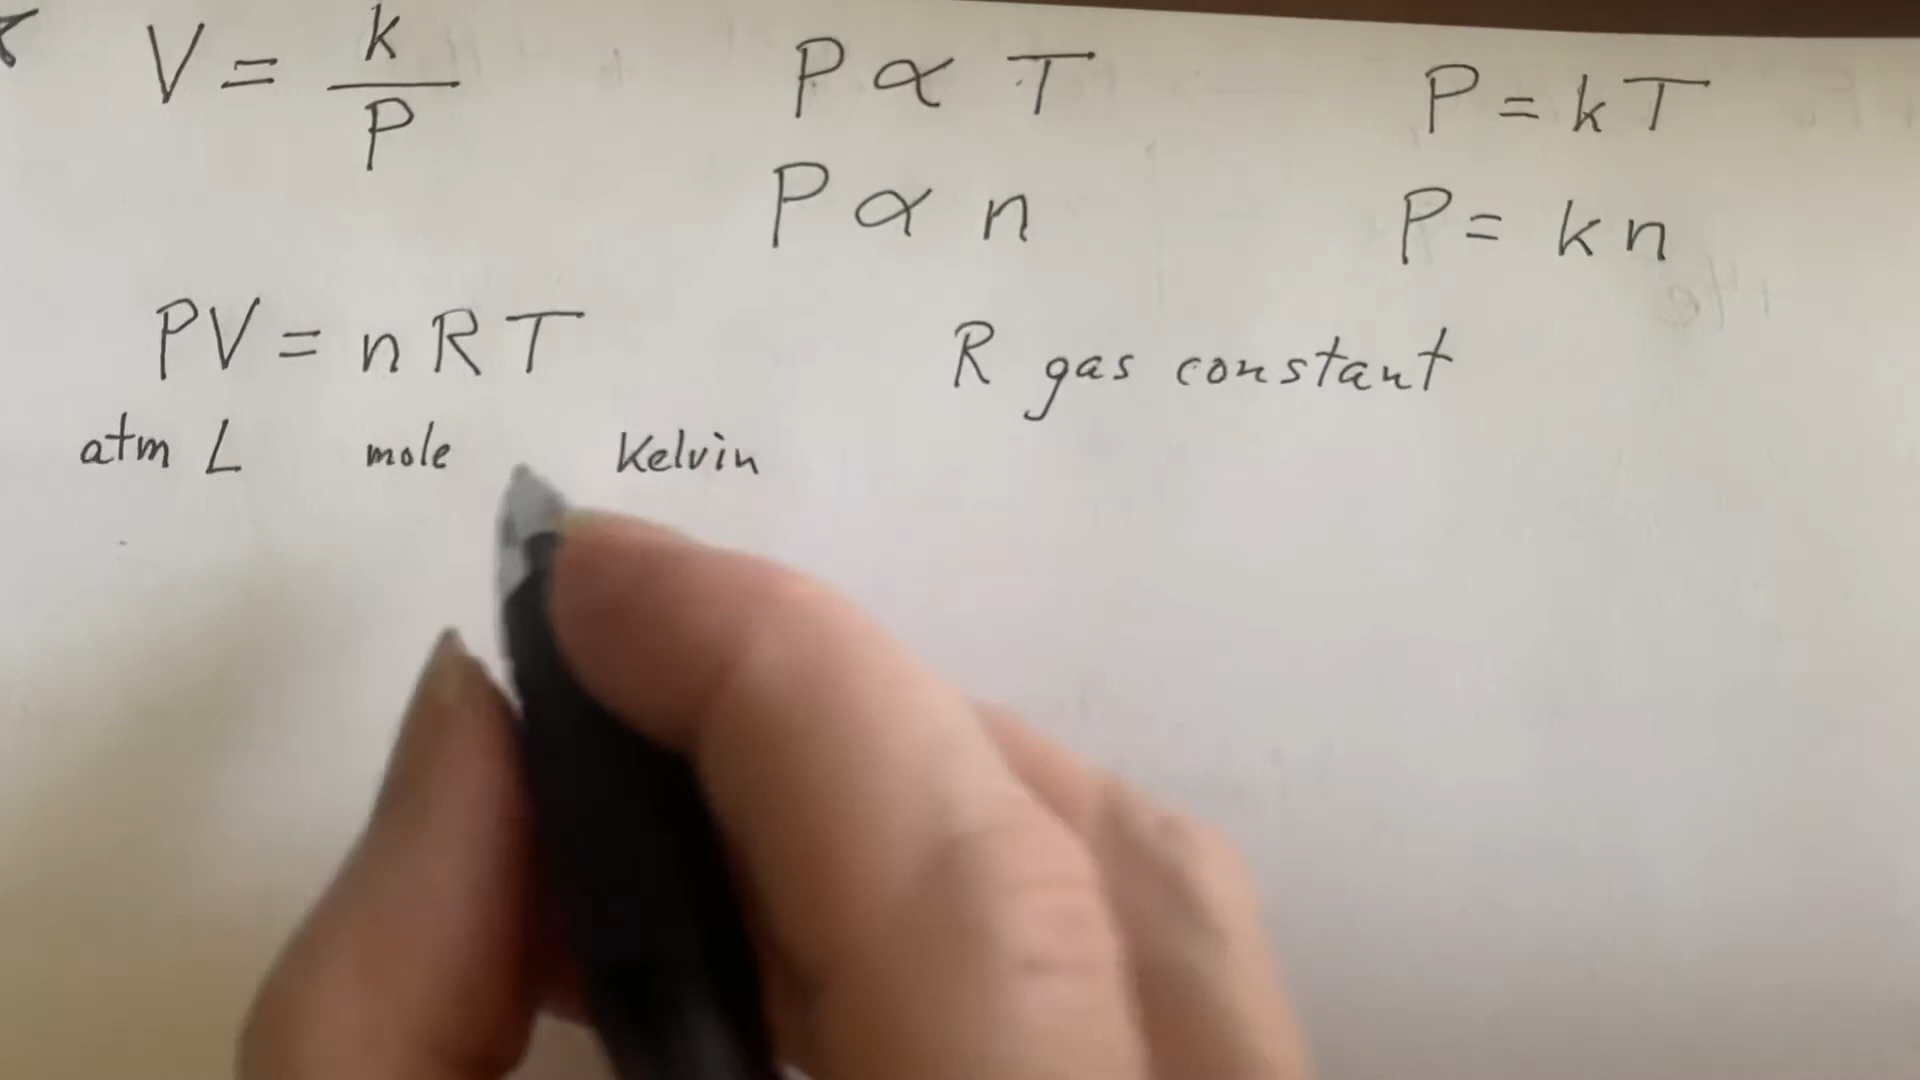 V = k/P P ∝ T P = kT
P ∝ n P = kn
PV = nRT R gas constant
atm L mole Kelvin